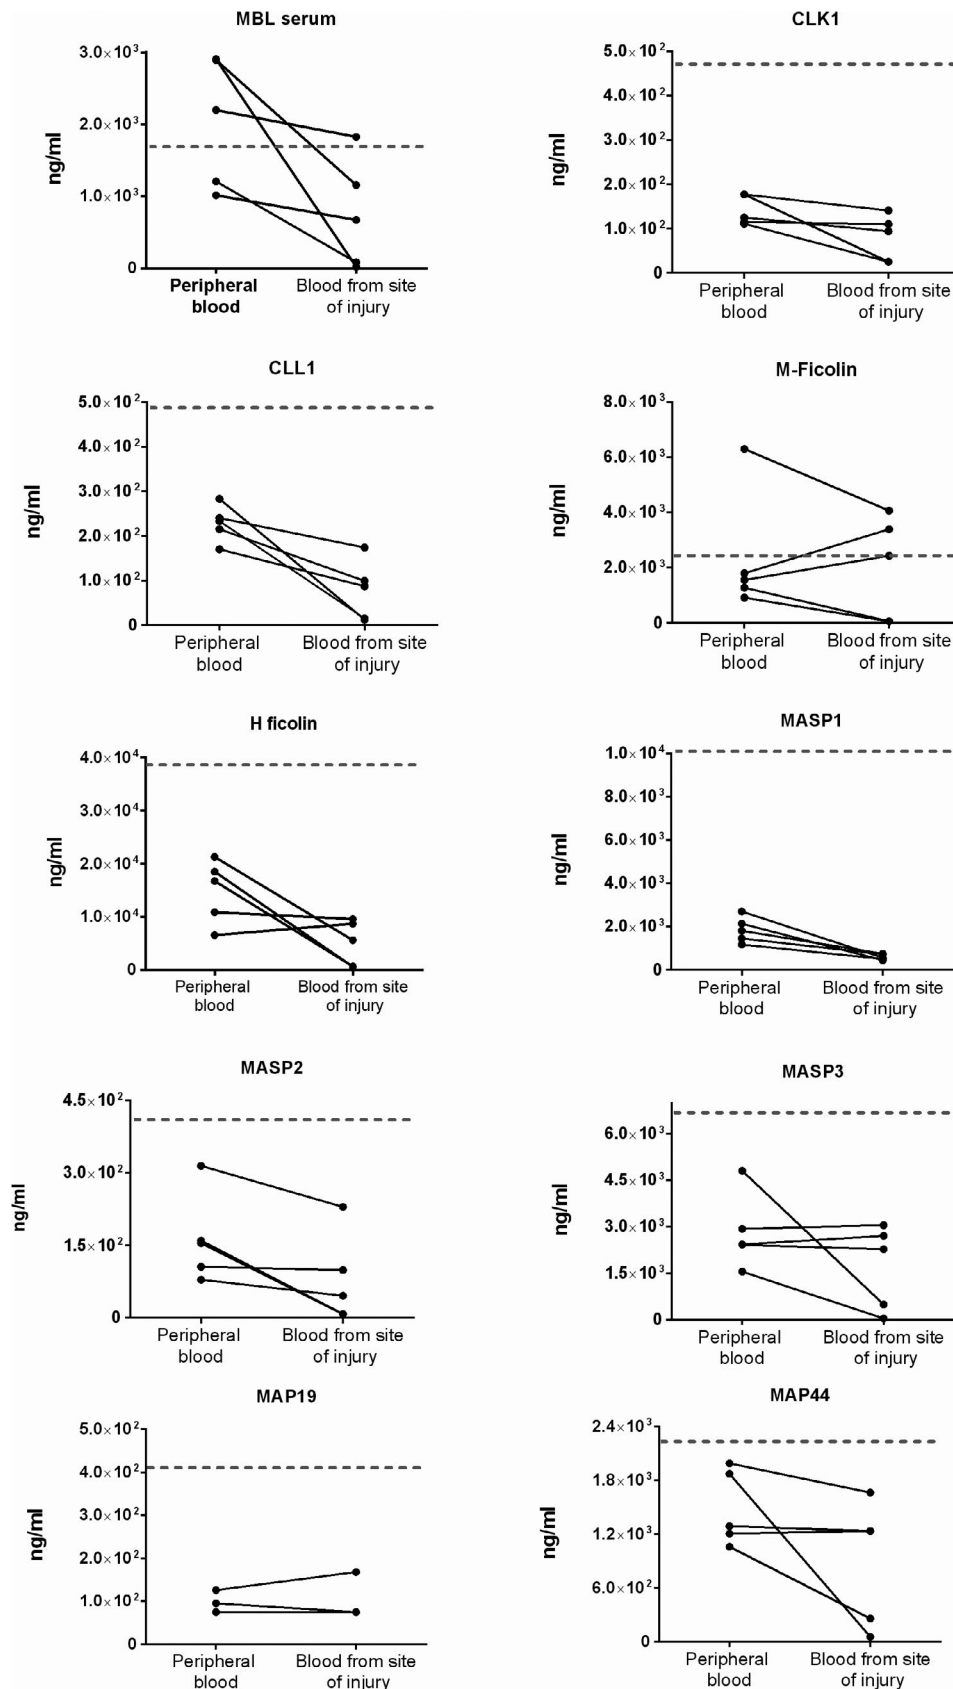 MBL serum
3.0×10³
2.0×10³
1.0×10³
0
ng/ml
Peripheral blood
Blood from site of injury
CLK1
5.0×10²
4.0×10²
3.0×10²
2.0×10²
1.0×10²
0
ng/ml
Peripheral blood
Blood from site of injury
CLL1
5.0×10²
4.0×10²
3.0×10²
2.0×10²
1.0×10²
0
ng/ml
Peripheral blood
Blood from site of injury
M-Ficolin
8.0×10³
6.0×10³
4.0×10³
2.0×10³
0
ng/ml
Peripheral blood
Blood from site of injury
H ficolin
4.0×10⁴
3.0×10⁴
2.0×10⁴
1.0×10⁴
0
ng/ml
Peripheral blood
Blood from site of injury
MASP1
1.0×10⁴
8.0×10³
6.0×10³
4.0×10³
2.0×10³
0
ng/ml
Peripheral blood
Blood from site of injury
MASP2
4.5×10²
3.0×10²
1.5×10²
0
ng/ml
Peripheral blood
Blood from site of injury
MASP3
6.0×10³
4.5×10³
3.0×10³
1.5×10³
0
ng/ml
Peripheral blood
Blood from site of injury
MAP19
5.0×10²
4.0×10²
3.0×10²
2.0×10²
1.0×10²
0
ng/ml
Peripheral blood
Blood from site of injury
MAP44
2.4×10³
1.8×10³
1.2×10³
6.0×10²
0
ng/ml
Peripheral blood
Blood from site of injury